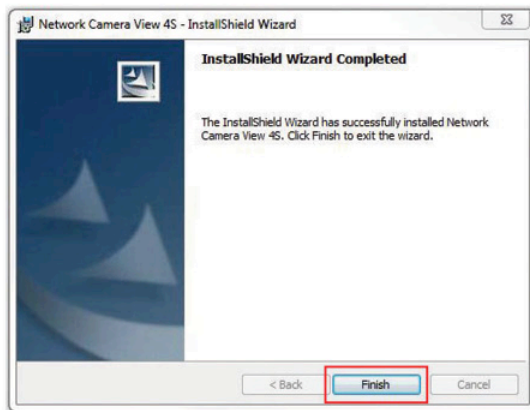 Network Camera View 4S - InstallShield Wizard
InstallShield Wizard Completed
The InstallShield Wizard has successfully installed Network
Camera View 4S. Click Finish to exit the wizard.
< Back
Finish
Cancel